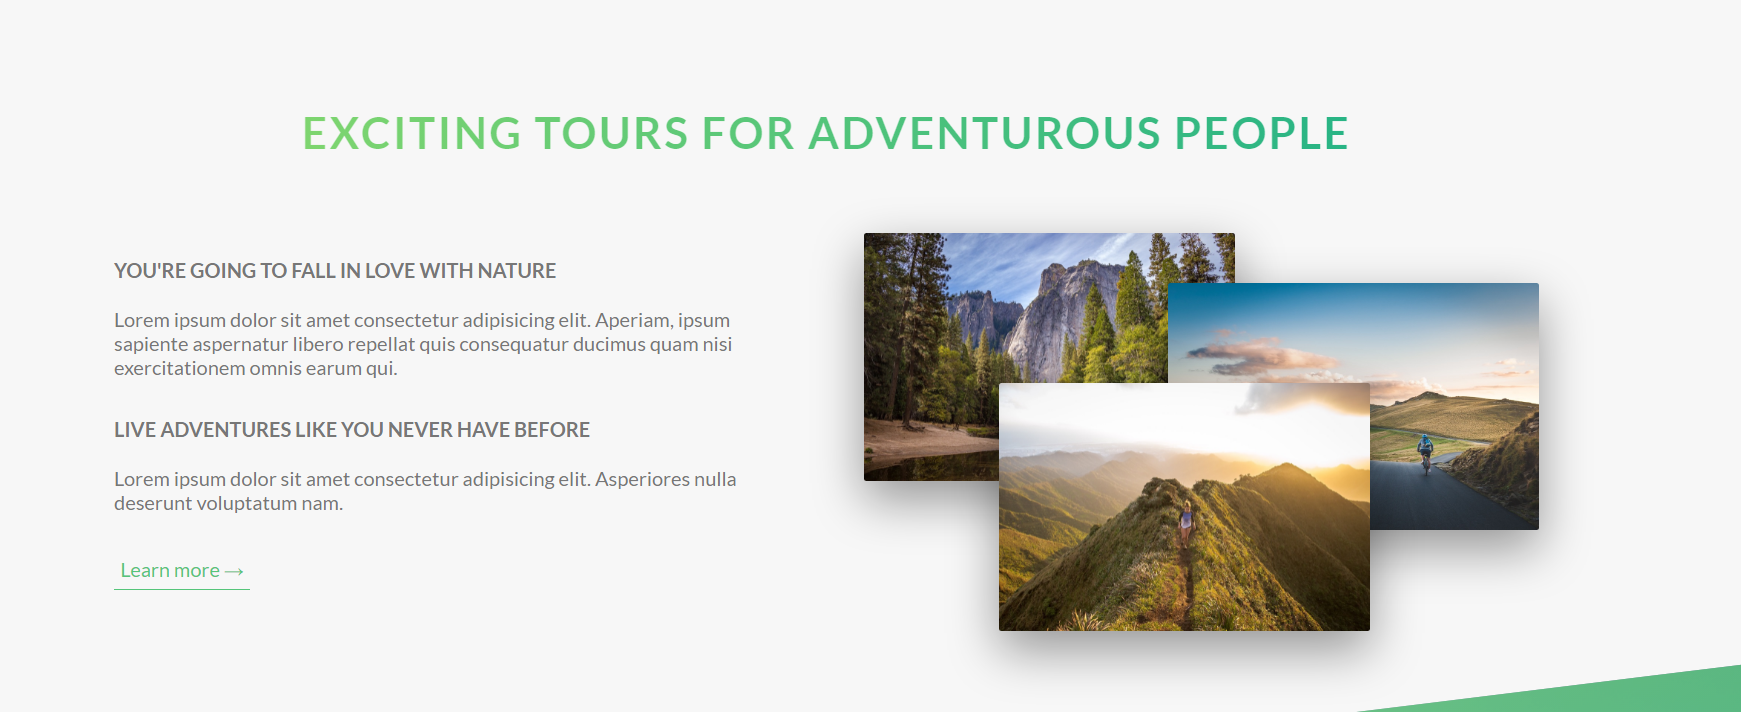 EXCITING TOURS FOR ADVENTUROUS PEOPLE
YOU'RE GOING TO FALL IN LOVE WITH NATURE
Lorem ipsum dolor sit amet consectetur adipisicing elit. Aperiam, ipsum
sapiente aspernatur libero repellat quis consequatur ducimus quam nisi
exercitationem omnis earum qui.
LIVE ADVENTURES LIKE YOU NEVER HAVE BEFORE
Lorem ipsum dolor sit amet consectetur adipisicing elit. Asperiores nulla
deserunt voluptatum nam.
Learn more →